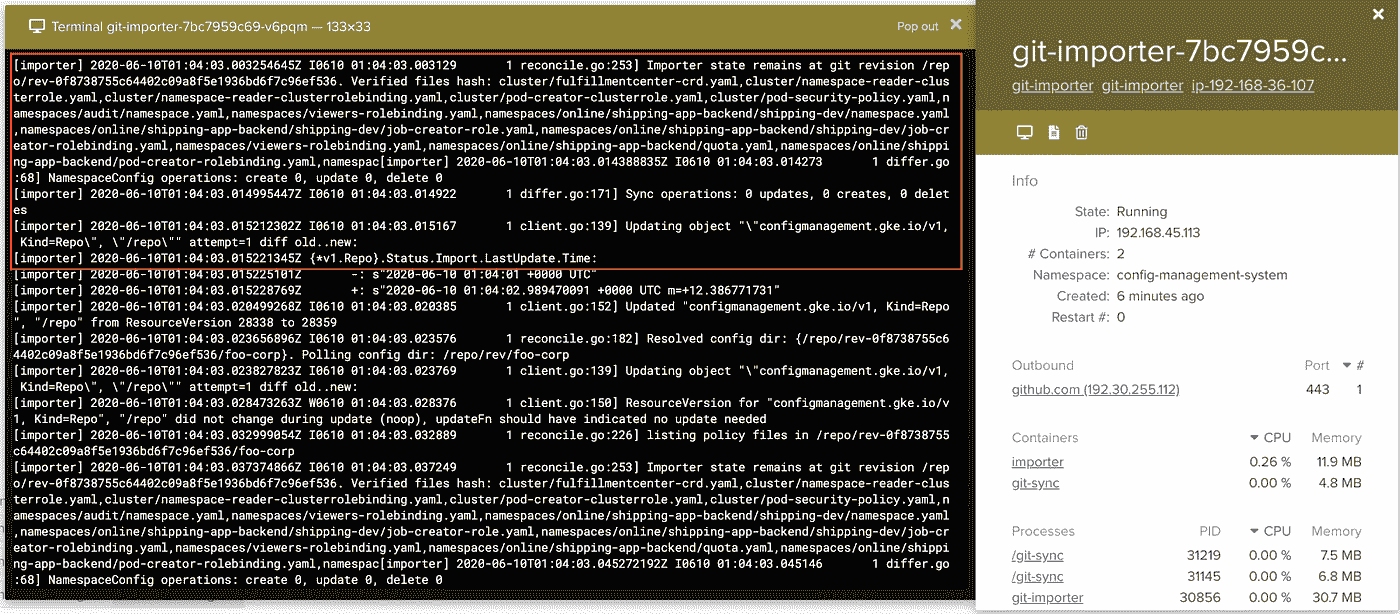 Terminal git-importer-7bc7959c69-v6pqm — 133×33
Pop out ×
[importer] 2020-06-10T01:04:03.003254645Z I0610 01:04:03.003129       1 reconcile.go:253] Importer state remains at git revision /rep
o/rev-0f8738755c64402c09a8f5e1936bd6f7c96ef536. Verified files hash: cluster/fulfillmentcenter-crd.yaml,cluster/namespace-reader-clus
terrole.yaml,cluster/namespace-reader-clusterrolebinding.yaml,cluster/pod-creator-clusterrole.yaml,cluster/pod-security-policy.yaml,n
amespaces/audit/namespace.yaml,namespaces/viewers-rolebinding.yaml,namespaces/online/shipping-app-backend/shipping-dev/namespace.yaml
,namespaces/online/shipping-app-backend/shipping-dev/job-creator-role.yaml,namespaces/online/shipping-app-backend/shipping-dev/job-cr
eator-rolebinding.yaml,namespaces/viewers-rolebinding.yaml,namespaces/online/shipping-app-backend/quota.yaml,namespaces/online/shippi
ng-app-backend/pod-creator-rolebinding.yaml,namespac[importer] 2020-06-10T01:04:03.014388835Z I0610 01:04:03.014273       1 differ.go
:68] NamespaceConfig operations: create 0, update 0, delete 0
[importer] 2020-06-10T01:04:03.014995447Z I0610 01:04:03.014922       1 differ.go:171] Sync operations: 0 updates, 0 creates, 0 delet
es
[importer] 2020-06-10T01:04:03.015212302Z I0610 01:04:03.015167       1 client.go:139] Updating object "\"configmanagement.gke.io/v1,
 Kind=Repo\", \"/repo\"" attempt=1 diff old..new:
[importer] 2020-06-10T01:04:03.015221345Z {*v1.Repo}.Status.Import.LastUpdate.Time:
[importer] 2020-06-10T01:04:03.015225101Z       -: s"2020-06-10 01:04:01 +0000 UTC"
[importer] 2020-06-10T01:04:03.015228769Z       +: s"2020-06-10 01:04:02.989470091 +0000 UTC m=+12.386771731"
[importer] 2020-06-10T01:04:03.020499268Z I0610 01:04:03.020385       1 client.go:152] Updated "configmanagement.gke.io/v1, Kind=Repo
", "/repo" from ResourceVersion 28338 to 28359
[importer] 2020-06-10T01:04:03.023656896Z I0610 01:04:03.023576       1 reconcile.go:182] Resolved config dir: {/repo/rev-0f8738755c6
4402c09a8f5e1936bd6f7c96ef536/foo-corp}. Polling config dir: /repo/rev/foo-corp
[importer] 2020-06-10T01:04:03.023827823Z I0610 01:04:03.023769       1 client.go:139] Updating object "\"configmanagement.gke.io/v1,
 Kind=Repo\", \"/repo\"" attempt=1 diff old..new:
[importer] 2020-06-10T01:04:03.028473263Z W0610 01:04:03.028376       1 client.go:150] ResourceVersion for "configmanagement.gke.io/v
1, Kind=Repo", "/repo" did not change during update (noop), updateFn should have indicated no update needed
[importer] 2020-06-10T01:04:03.032999054Z I0610 01:04:03.032889       1 reconcile.go:226] listing policy files in /repo/rev-0f8738755
c64402c09a8f5e1936bd6f7c96ef536/foo-corp
[importer] 2020-06-10T01:04:03.037374866Z I0610 01:04:03.037249       1 reconcile.go:253] Importer state remains at git revision /rep
o/rev-0f8738755c64402c09a8f5e1936bd6f7c96ef536. Verified files hash: cluster/fulfillmentcenter-crd.yaml,cluster/namespace-reader-clus
terrole.yaml,cluster/namespace-reader-clusterrolebinding.yaml,cluster/pod-creator-clusterrole.yaml,cluster/pod-security-policy.yaml,n
amespaces/audit/namespace.yaml,namespaces/viewers-rolebinding.yaml,namespaces/online/shipping-app-backend/shipping-dev/namespace.yaml
,namespaces/online/shipping-app-backend/shipping-dev/job-creator-role.yaml,namespaces/online/shipping-app-backend/shipping-dev/job-cr
eator-rolebinding.yaml,namespaces/viewers-rolebinding.yaml,namespaces/online/shipping-app-backend/quota.yaml,namespaces/online/shippi
ng-app-backend/pod-creator-rolebinding.yaml,namespac[importer] 2020-06-10T01:04:03.045272192Z I0610 01:04:03.045146       1 differ.go
:68] NamespaceConfig operations: create 0, update 0, delete 0
git-importer-7bc7959c...
git-importer git-importer ip-192-168-36-107
Info
State: Running
IP: 192.168.45.113
# Containers: 2
Namespace: config-management-system
Created: 6 minutes ago
Restart #: 0
Outbound Port #
github.com (192.30.255.112) 443 1
Containers CPU Memory
importer 0.26 % 11.9 MB
git-sync 0.00 % 4.8 MB
Processes PID CPU Memory
/git-sync 31219 0.00 % 7.5 MB
/git-sync 31145 0.00 % 6.8 MB
git-importer 30856 0.00 % 30.7 MB